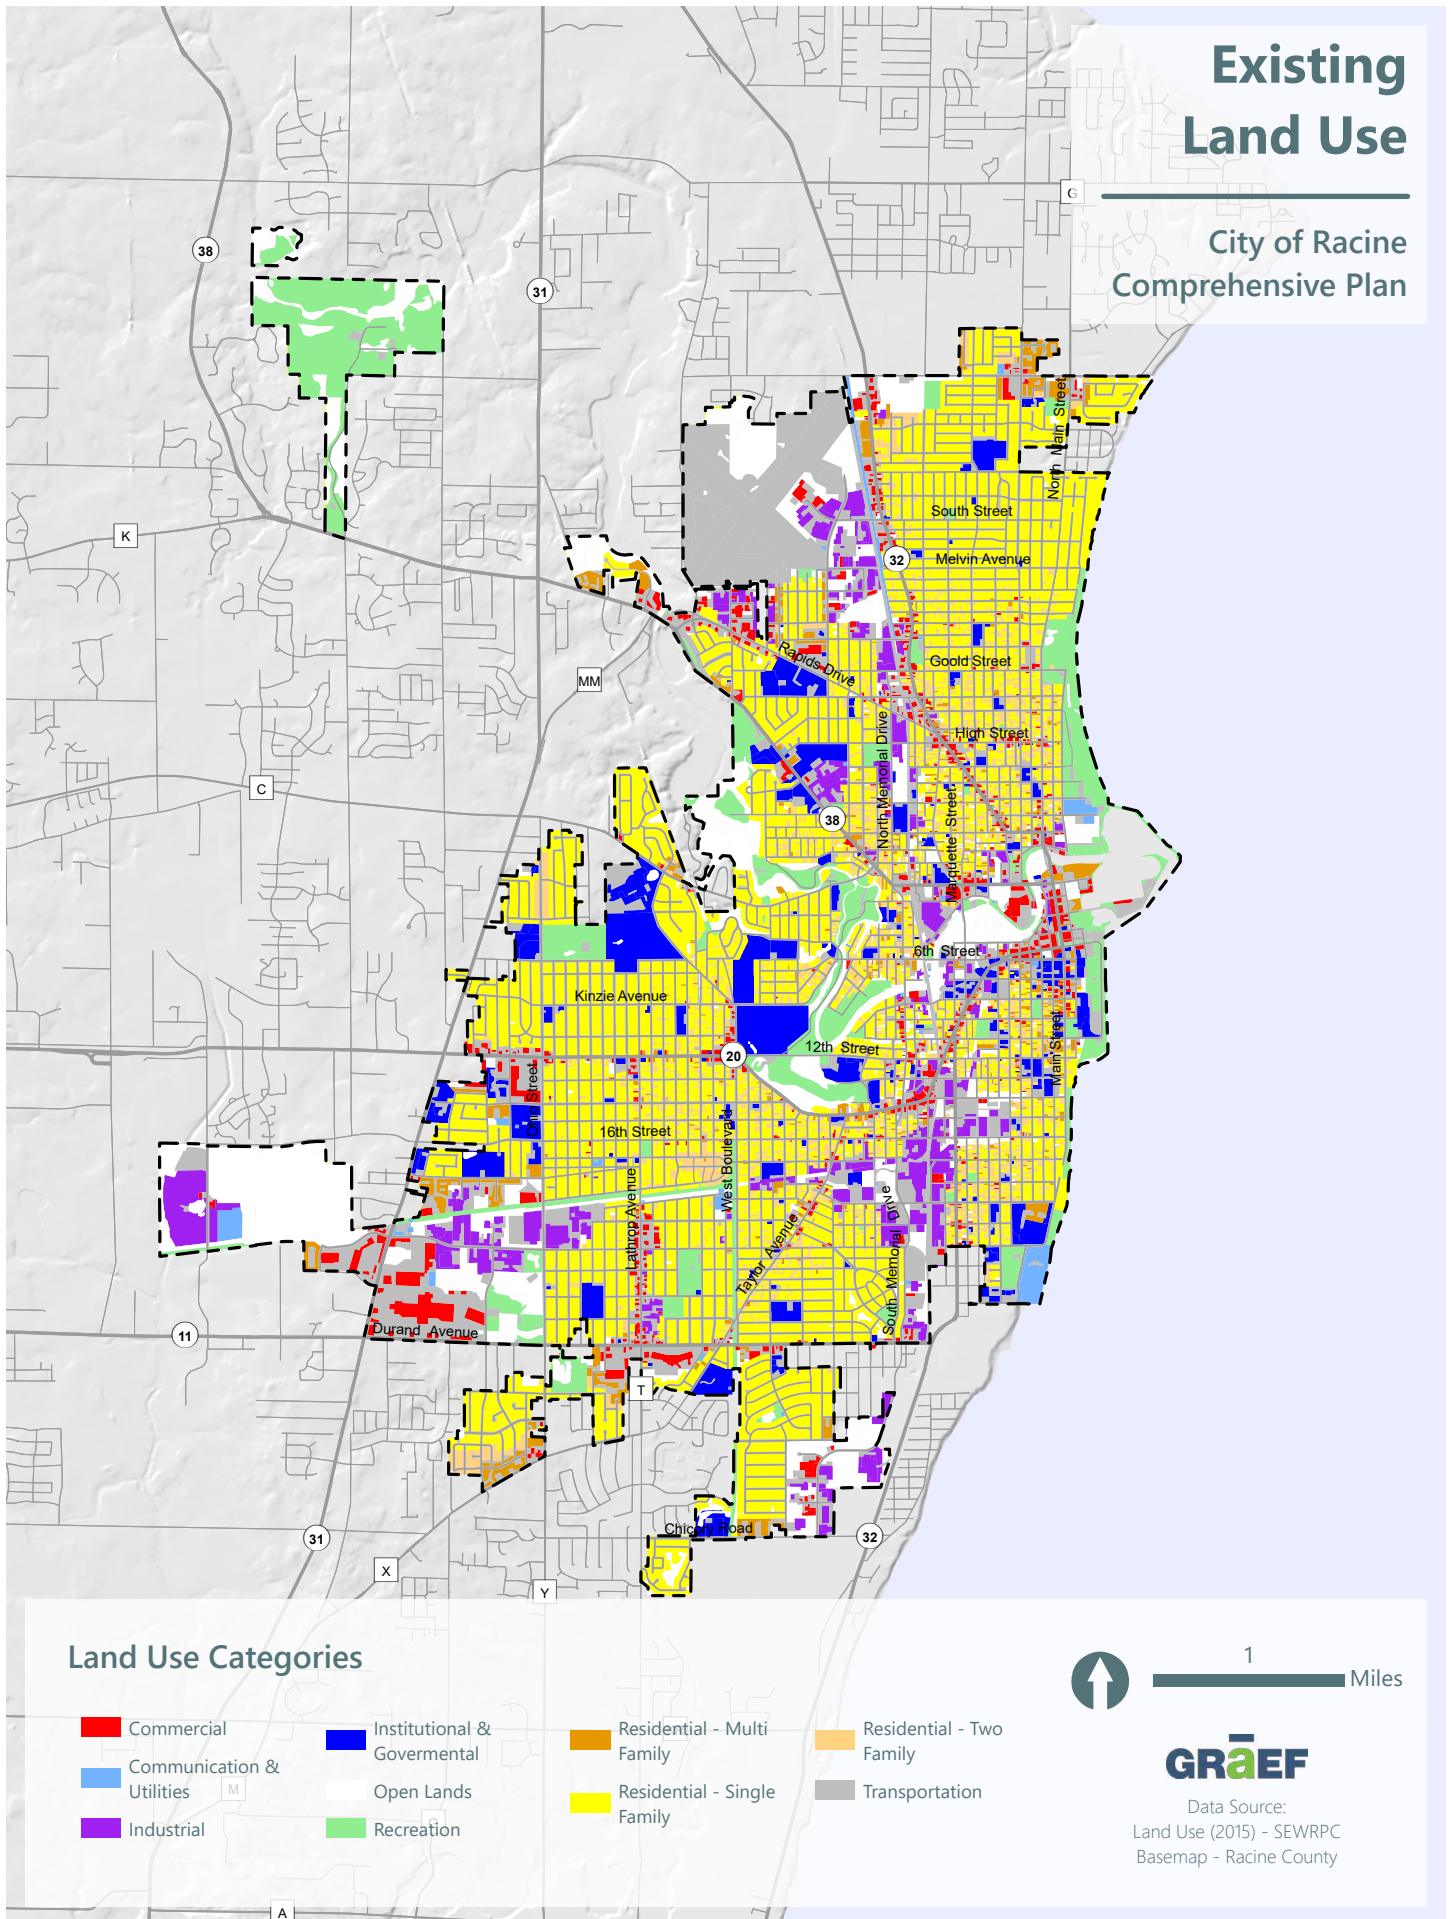 Existing
Land Use
City of Racine
Comprehensive Plan
G
38
31
North Main Street
South Street
K
32
Melvin Avenue
Rapids Drive
Goold Street
MM
North Memorial Drive
High Street
C
Marquette Street
38
6th Street
Kinzie Avenue
Main Street
12th Street
20
Ohio Street
16th Street
West Boulevard
Lathrop Avenue
South Memorial Drive
Taylor Avenue
11
Durand Avenue
T
Chicory Road
31
32
X
Y
Land Use Categories
1
Miles
Commercial
Communication &
Utilities
Industrial
Institutional &
Govermental
Open Lands
Recreation
Residential - Multi
Family
Residential - Single
Family
Residential - Two
Family
Transportation
M
GRāEF
Data Source:
Land Use (2015) - SEWRPC
Basemap - Racine County
A